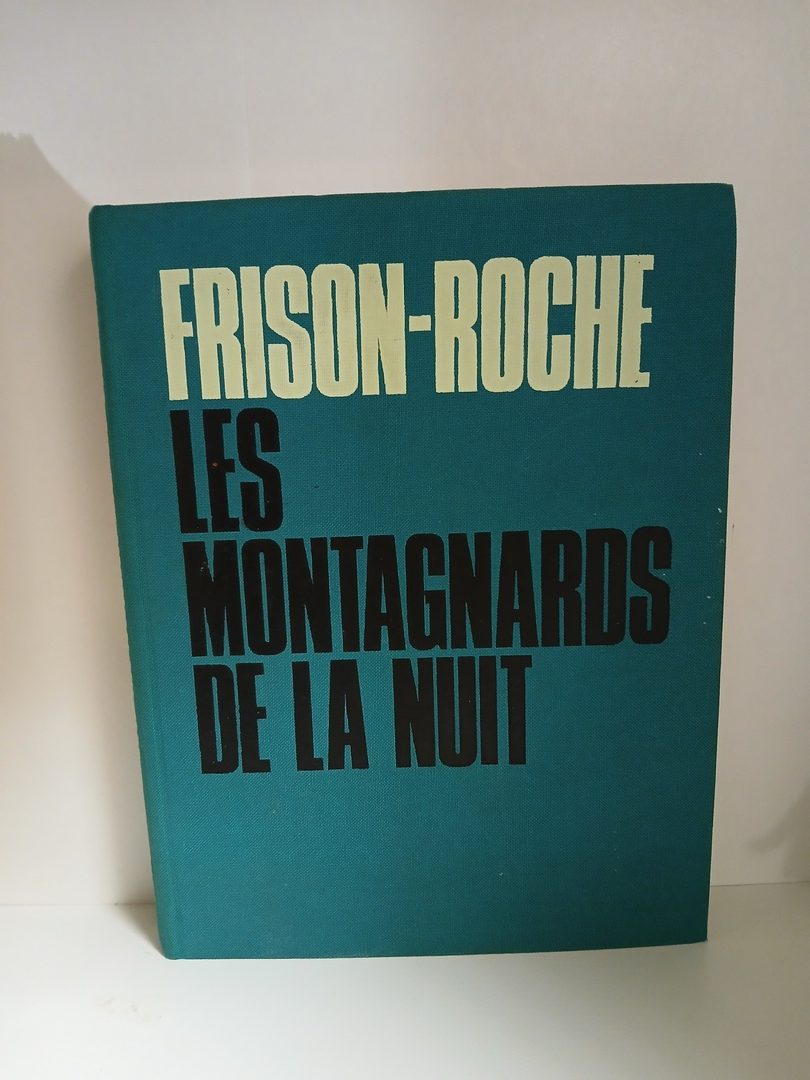 FRISON-ROCHE
LES
MONTAGNARDS
DE LA NUIT